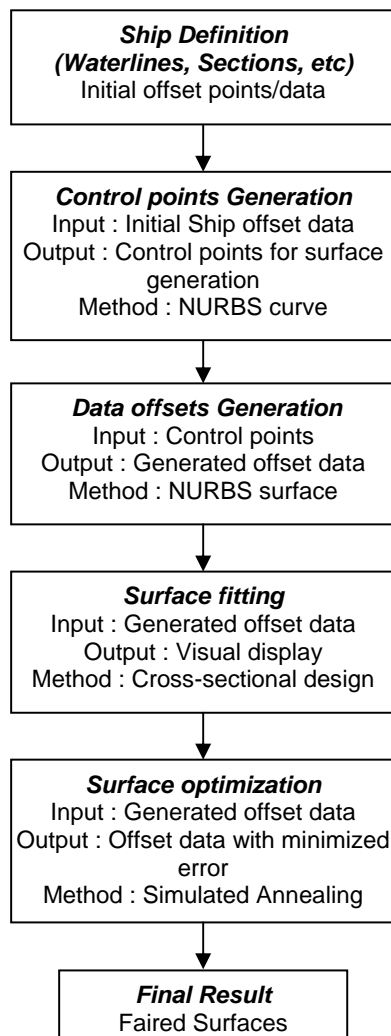 Ship Definition
(Waterlines, Sections, etc)
Initial offset points/data
Control points Generation
Input : Initial Ship offset data
Output : Control points for surface
generation
Method : NURBS curve
Data offsets Generation
Input : Control points
Output : Generated offset data
Method : NURBS surface
Surface fitting
Input : Generated offset data
Output : Visual display
Method : Cross-sectional design
Surface optimization
Input : Generated offset data
Output : Offset data with minimized
error
Method : Simulated Annealing
Final Result
Faired Surfaces